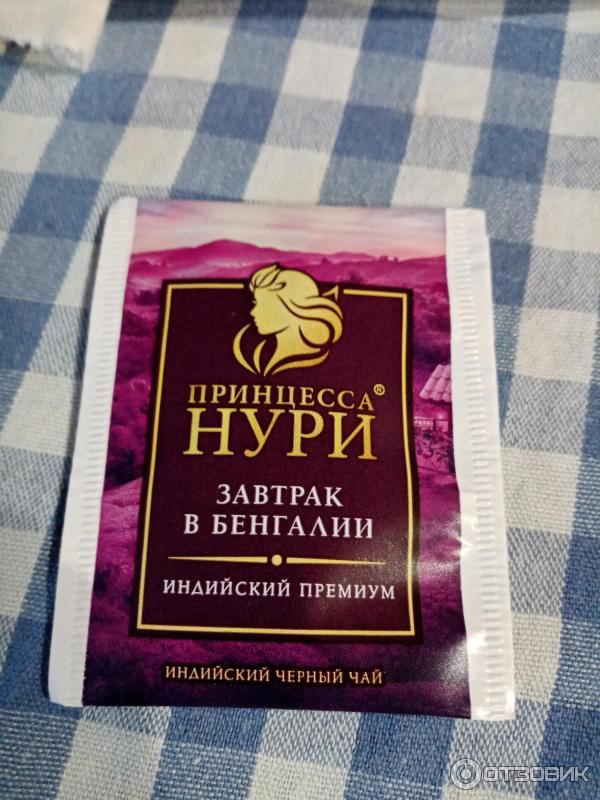 ПРИНЦЕССА®
НУРИ
ЗАВТРАК
В БЕНГАЛИИ
ИНДИЙСКИЙ ПРЕМИУМ
ИНДИЙСКИЙ ЧЕРНЫЙ ЧАЙ
ОТЗОВИК